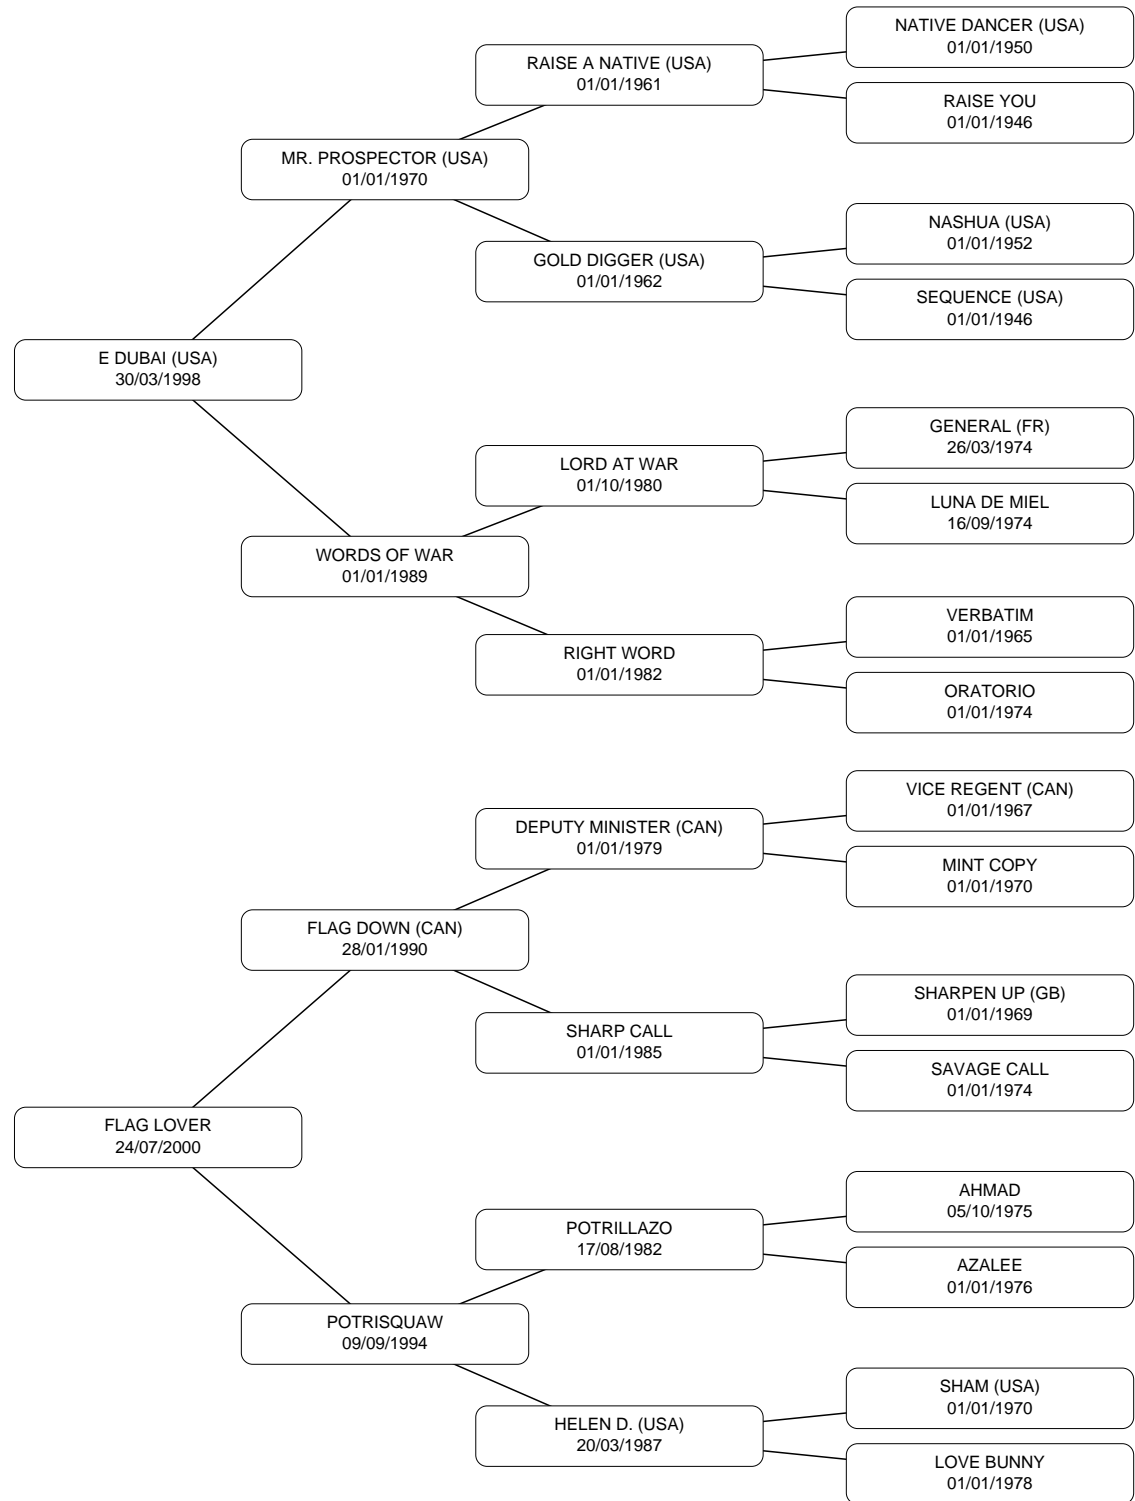 NATIVE DANCER (USA)
01/01/1950
RAISE A NATIVE (USA)
01/01/1961
RAISE YOU
01/01/1946
MR. PROSPECTOR (USA)
01/01/1970
NASHUA (USA)
01/01/1952
GOLD DIGGER (USA)
01/01/1962
SEQUENCE (USA)
01/01/1946
E DUBAI (USA)
30/03/1998
GENERAL (FR)
26/03/1974
LORD AT WAR
01/10/1980
LUNA DE MIEL
16/09/1974
WORDS OF WAR
01/01/1989
VERBATIM
01/01/1965
RIGHT WORD
01/01/1982
ORATORIO
01/01/1974
VICE REGENT (CAN)
01/01/1967
DEPUTY MINISTER (CAN)
01/01/1979
MINT COPY
01/01/1970
FLAG DOWN (CAN)
28/01/1990
SHARPEN UP (GB)
01/01/1969
SHARP CALL
01/01/1985
SAVAGE CALL
01/01/1974
FLAG LOVER
24/07/2000
AHMAD
05/10/1975
POTRILLAZO
17/08/1982
AZALEE
01/01/1976
POTRISQUAW
09/09/1994
SHAM (USA)
01/01/1970
HELEN D. (USA)
20/03/1987
LOVE BUNNY
01/01/1978